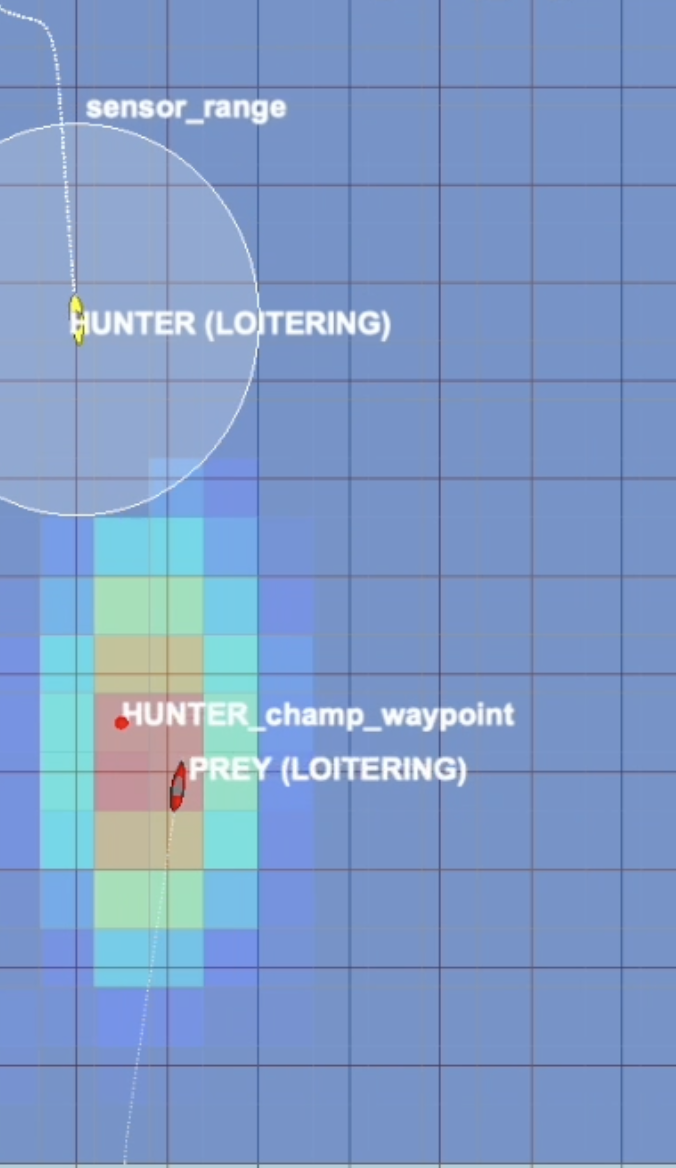 sensor_range
HUNTER (LOITERING)
HUNTER_champ_waypoint
PREY (LOITERING)